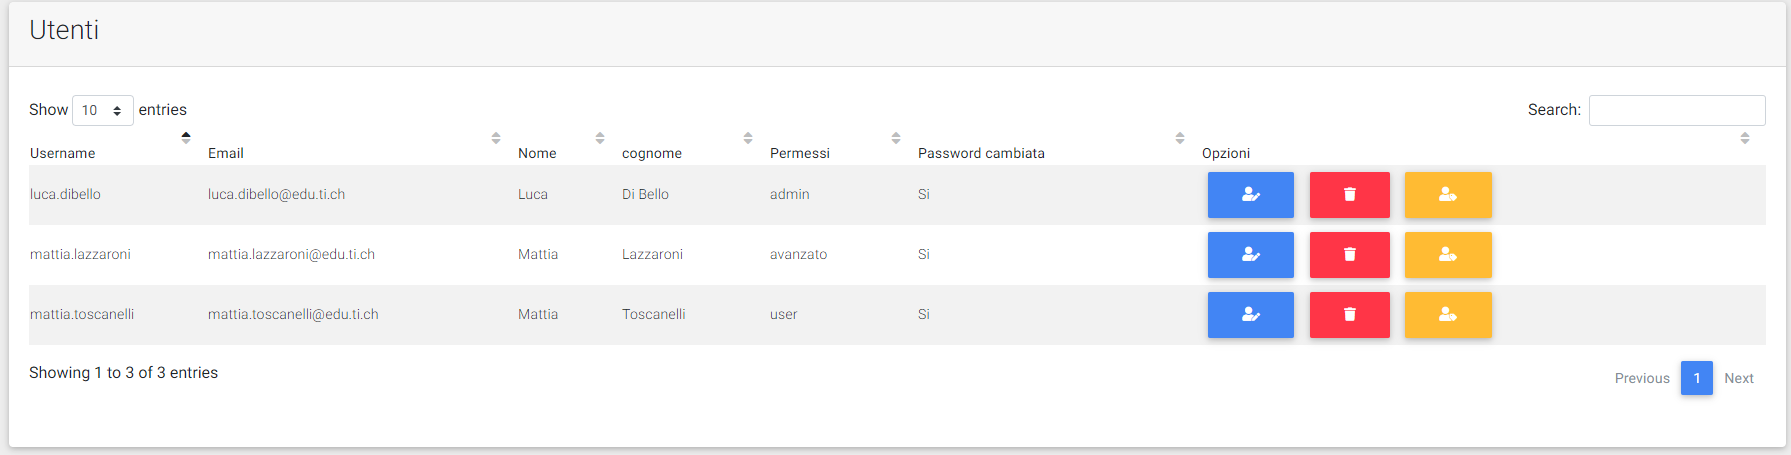 Utenti
Show 10 entries Search:
Username Email Nome cognome Permessi Password cambiata Opzioni
luca.dibello luca.dibello@edu.ti.ch Luca Di Bello admin Si
mattia.lazzaroni mattia.lazzaroni@edu.ti.ch Mattia Lazzaroni avanzato Si
mattia.toscanelli mattia.toscanelli@edu.ti.ch Mattia Toscanelli user Si
Showing 1 to 3 of 3 entries Previous 1 Next